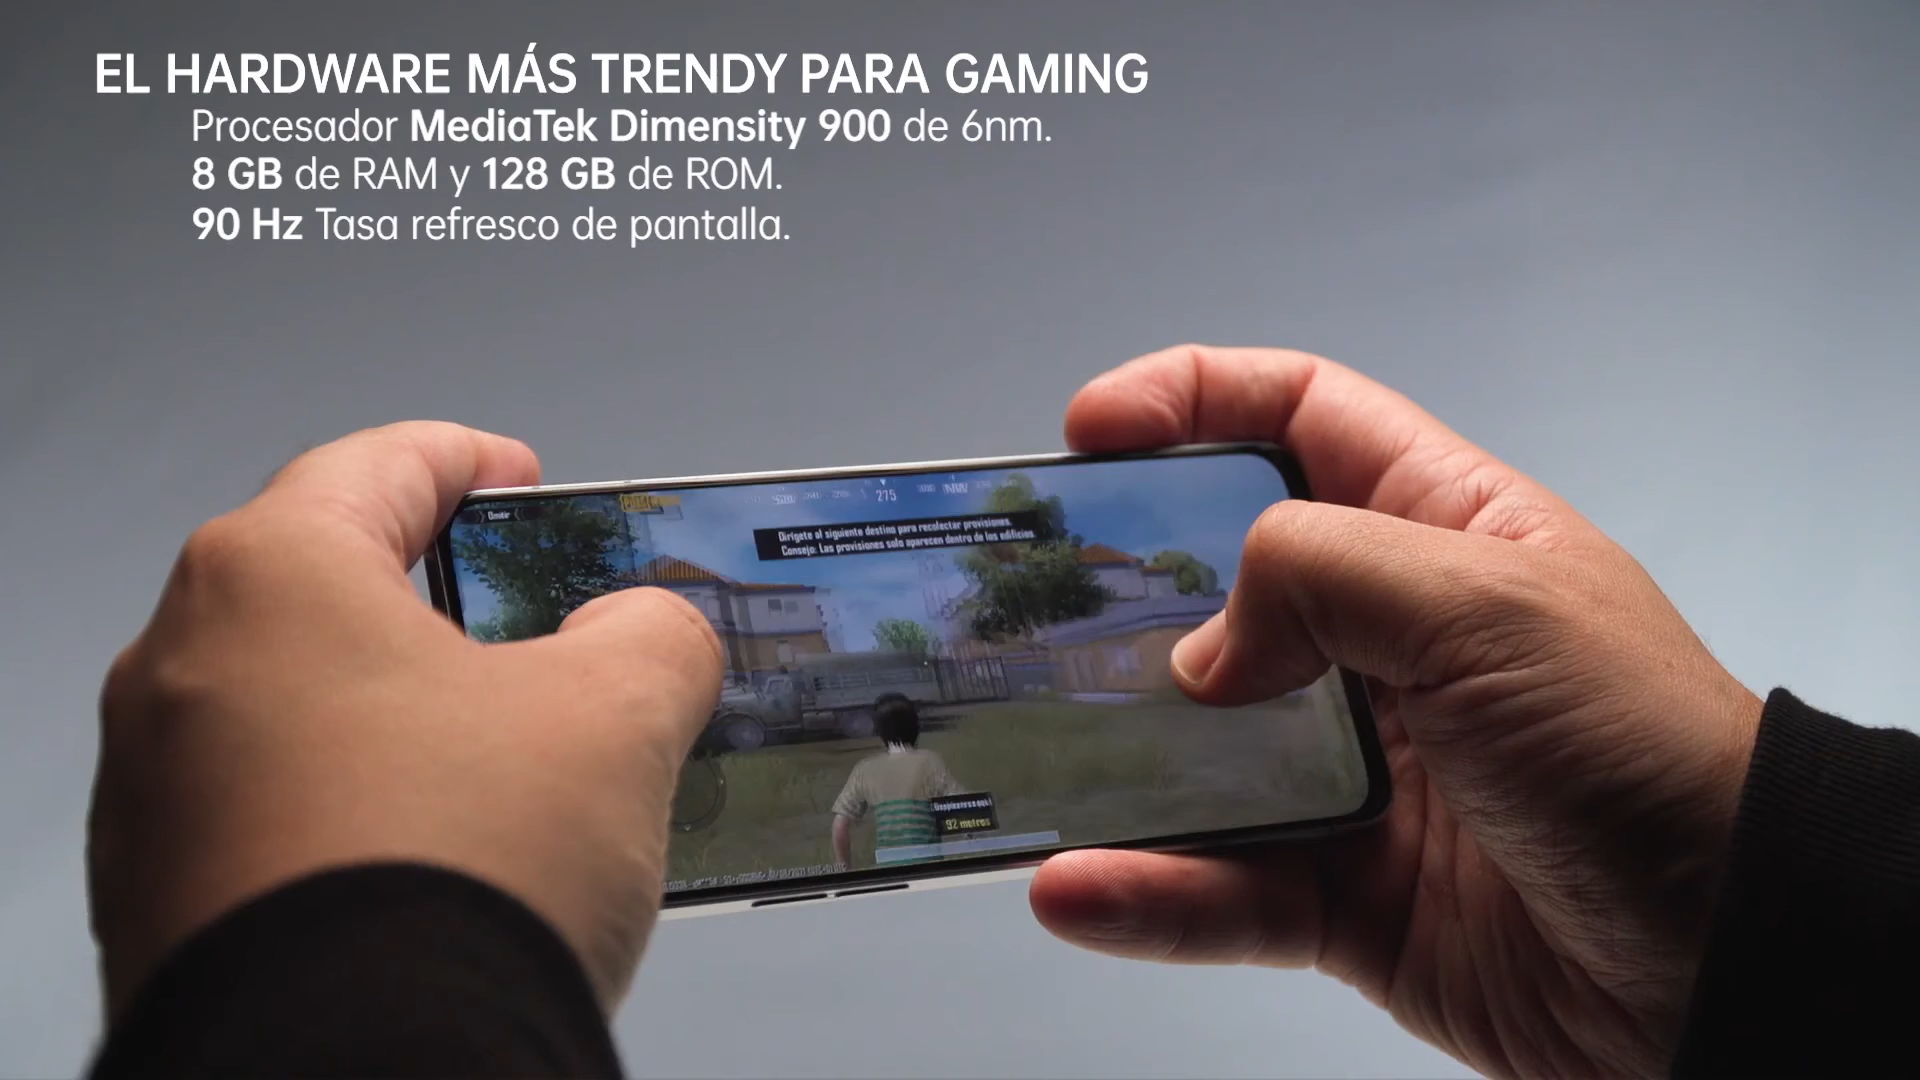 EL HARDWARE MÁS TRENDY PARA GAMING
Procesador MediaTek Dimensity 900 de 6nm.
8 GB de RAM y 128 GB de ROM.
90 Hz Tasa refresco de pantalla.
275
Omitir
Dirígete al siguiente destino para recolectar provisiones.
Consejo: Las provisiones solo aparecen dentro de los edificios.
92 metros